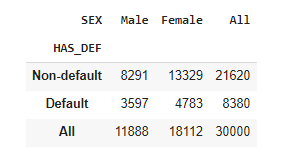 SEX Male Female All
HAS_DEF
Non-default 8291 13329 21620
Default 3597 4783 8380
All 11888 18112 30000